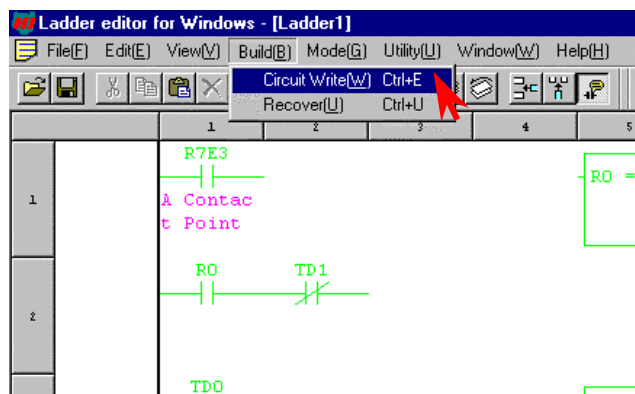 Ladder editor for Windows - [Ladder1]
File(F) Edit(E) View(V) Build(B) Mode(G) Utility(U) Window(W) Help(H)
Circuit Write(W) Ctrl+E
Recover(U) Ctrl+U
1 2 3 4 5
R7E3
R0 =
1
A Contac
t Point
R0 TD1
2
TD0